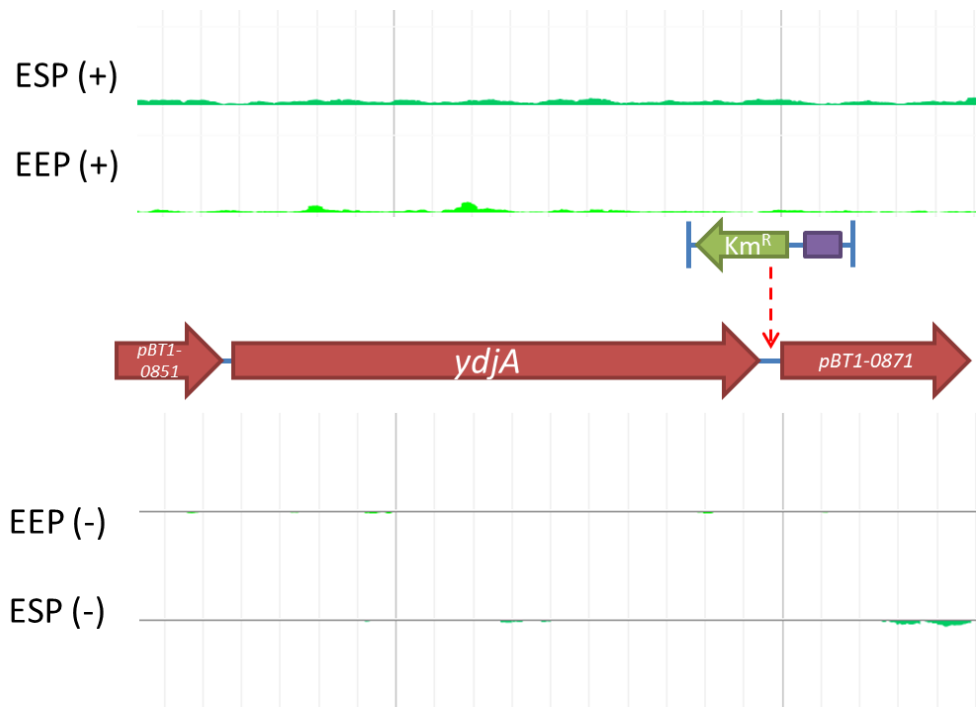 ESP (+)
EEP (+)
Kmᴿ
pBT1-
0851
ydjA
pBT1-0871
EEP (-)
ESP (-)